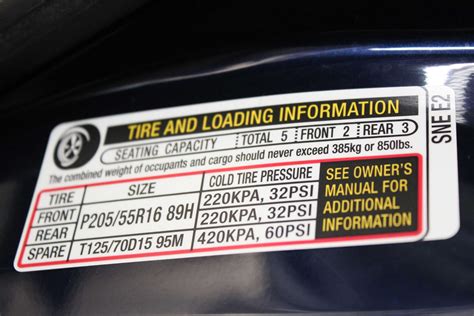 TIRE AND LOADING INFORMATION
SEATING CAPACITY TOTAL 5 FRONT 2 REAR 3
The combined weight of occupants and cargo should never exceed 385kg or 850lbs.
TIRE SIZE COLD TIRE PRESSURE
FRONT P205/55R16 89H 220KPA, 32PSI
REAR 220KPA, 32PSI
SPARE T125/70D15 95M 420KPA, 60PSI
SEE OWNER'S
MANUAL FOR
ADDITIONAL
INFORMATION
SNE E2